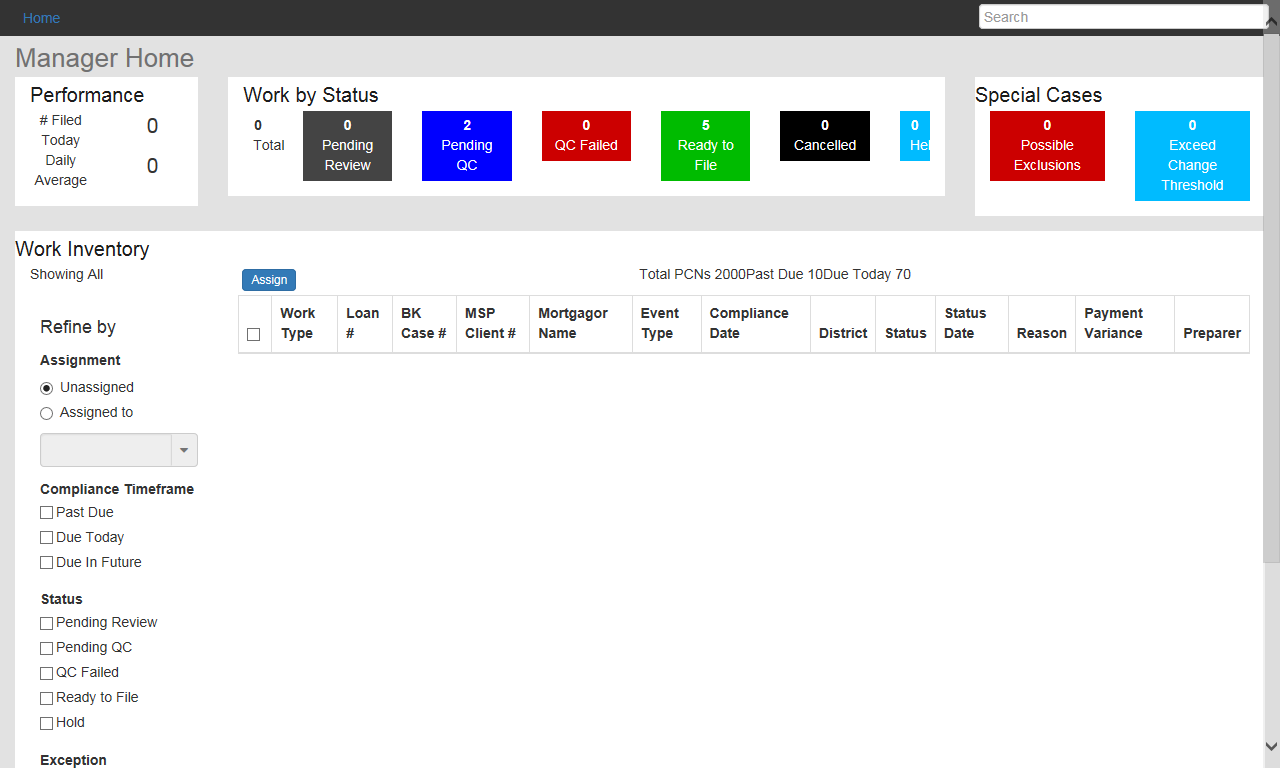 Home
Search
Manager Home
Performance
# Filed
Today
0
Daily
Average
0
Work by Status
0
Total
0
Pending
Review
2
Pending
QC
0
QC Failed
5
Ready to
File
0
Cancelled
0
Hel
Special Cases
0
Possible
Exclusions
0
Exceed
Change
Threshold
Work Inventory
Showing All
Assign
Total PCNs 2000Past Due 10Due Today 70
Work
Type
Loan
#
BK
Case #
MSP
Client #
Mortgagor
Name
Event
Type
Compliance
Date
District
Status
Status
Date
Reason
Payment
Variance
Preparer
Refine by
Assignment
Unassigned
Assigned to
Compliance Timeframe
Past Due
Due Today
Due In Future
Status
Pending Review
Pending QC
QC Failed
Ready to File
Hold
Exception